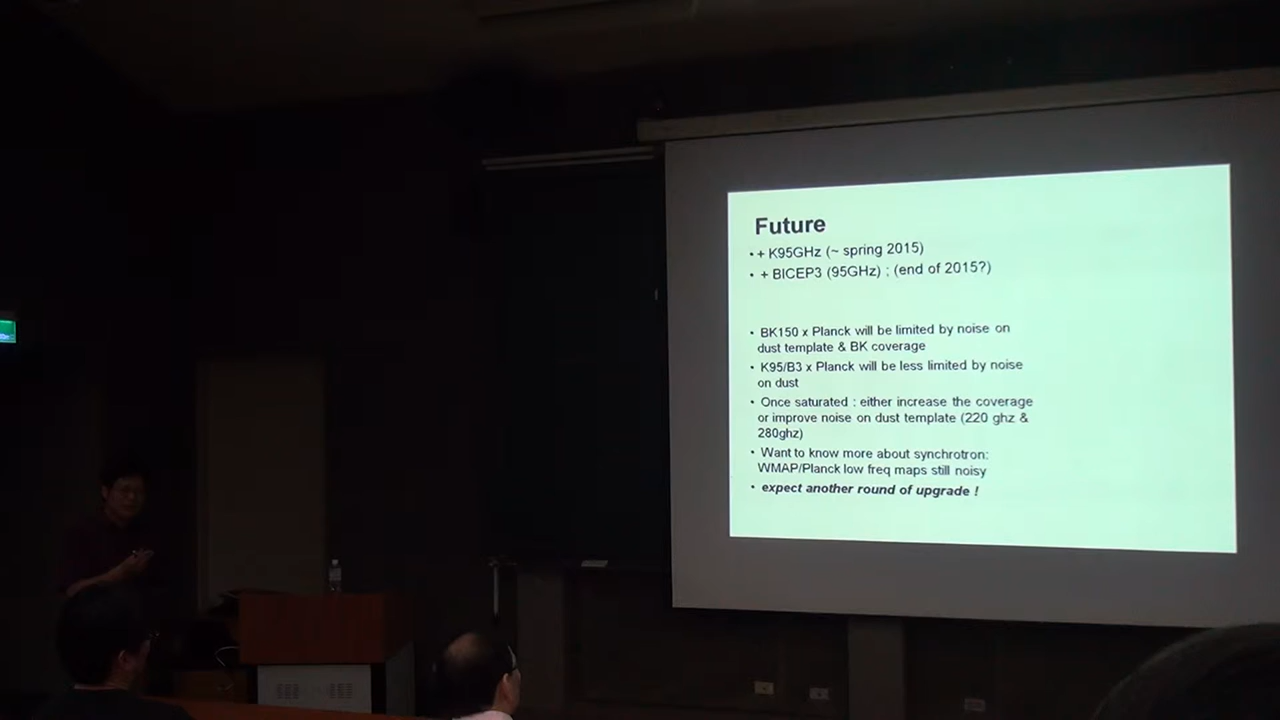 Future
• + K95GHz (~ spring 2015)
• + BICEP3 (95GHz) ; (end of 2015?)
• BK150 x Planck will be limited by noise on
dust template & BK coverage
• K95/B3 x Planck will be less limited by noise
on dust
• Once saturated : either increase the coverage
or improve noise on dust template (220 ghz &
280ghz)
• Want to know more about synchrotron:
WMAP/Planck low freq maps still noisy
• expect another round of upgrade !